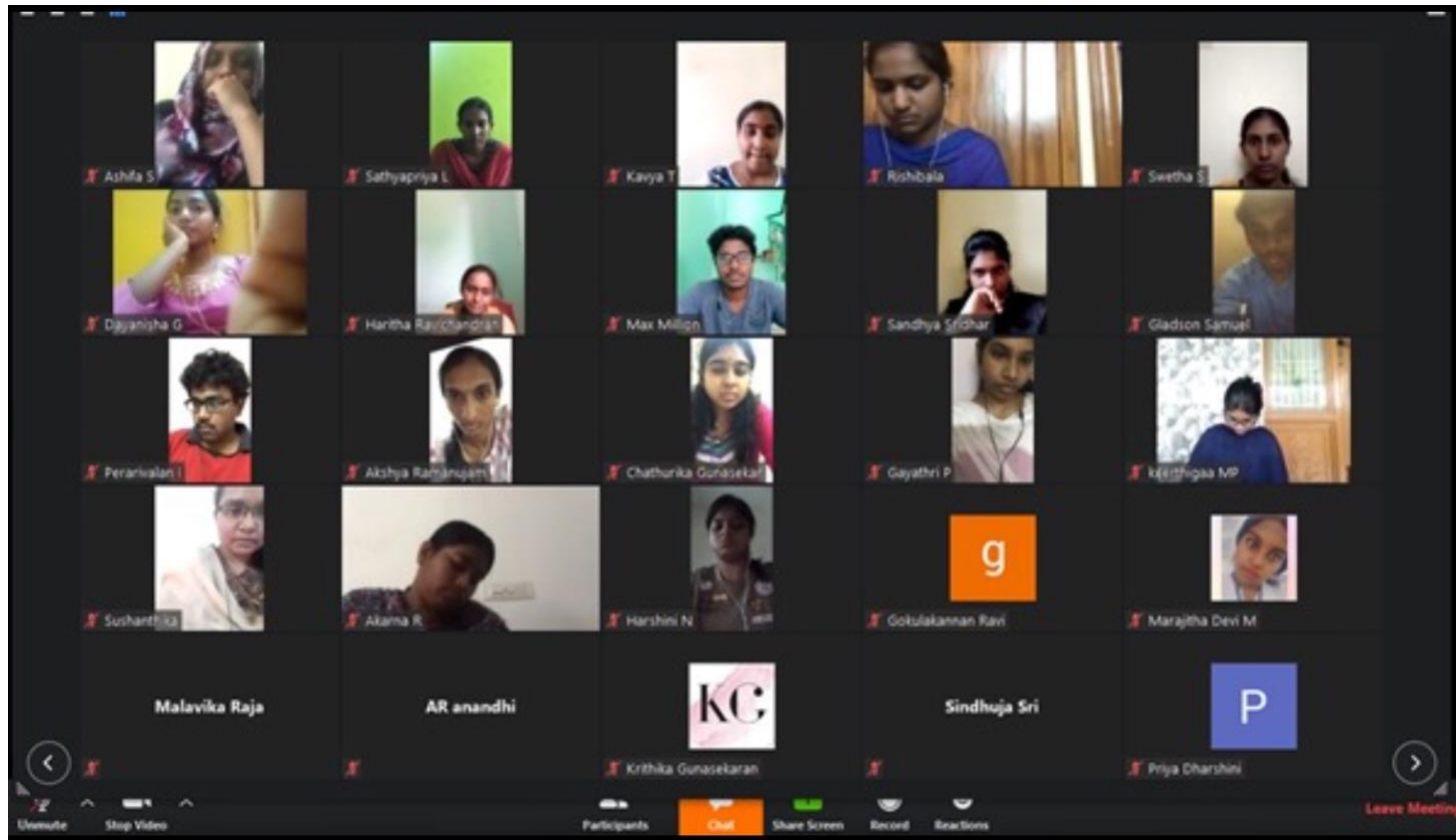 Ashifa S
Sathyapriya L
Kavya T
Rishibala
Swetha S
Dayanisha G
Haritha Ravichandran
Max Million
Sandhya Sridhar
Gladson Samuel
Perarivalan I
Akshya Ramanujam
Chathurika Gunasekar
Gayathri P
keerthigaa MP
Sushanthika
Akarna R
Harshini N
g
Gokulakannan Ravi
Marajitha Devi M
Malavika Raja
AR anandhi
KG
Krithika Gunasekaran
Sindhuja Sri
P
Priya Dharshini
Unmute
Stop Video
Participants
Chat
Share Screen
Record
Reactions
Leave Meeting